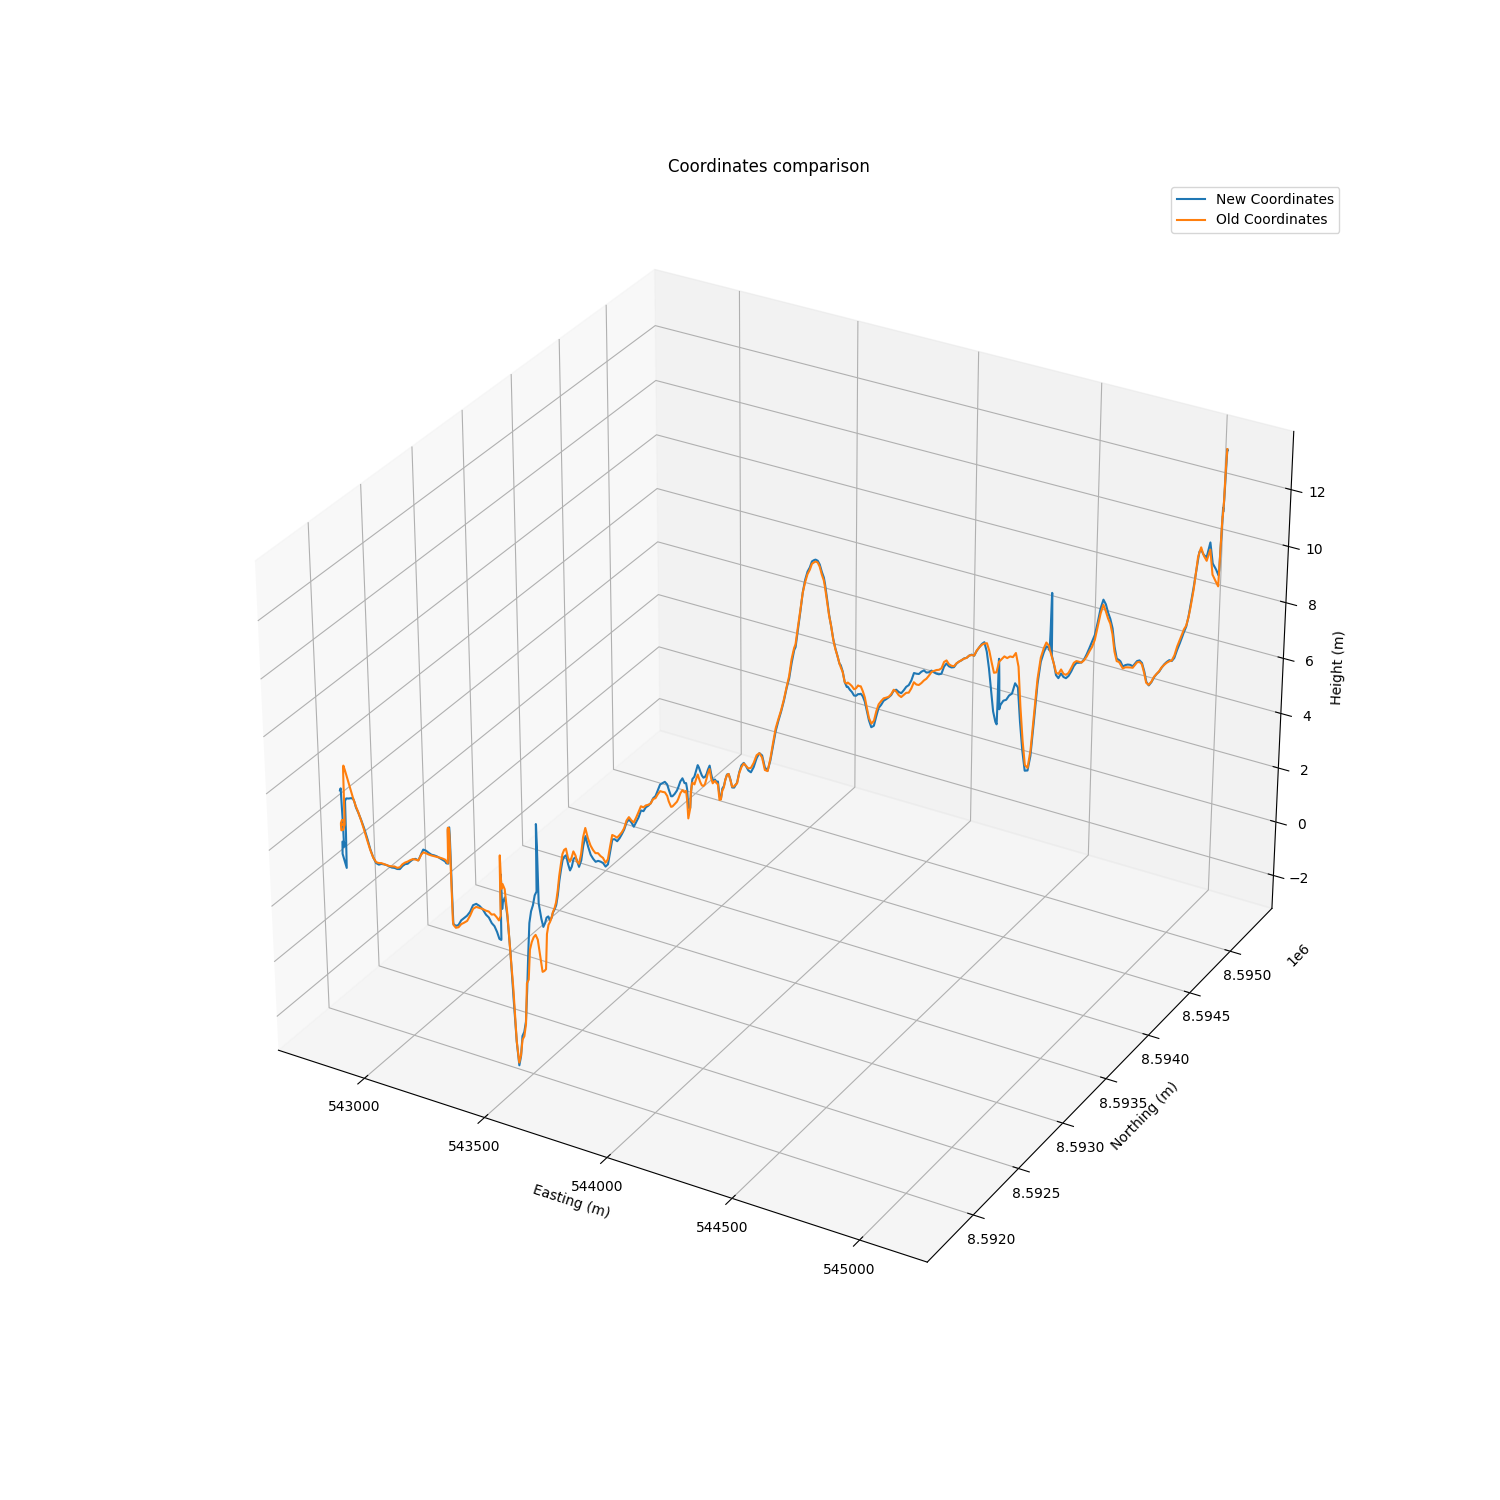 Coordinates comparison
New Coordinates
Old Coordinates
12
10
8
6
4
2
0
−2
Height (m)
1e6
8.5950
8.5945
8.5940
8.5935
8.5930
8.5925
8.5920
Northing (m)
543000
543500
544000
544500
545000
Easting (m)